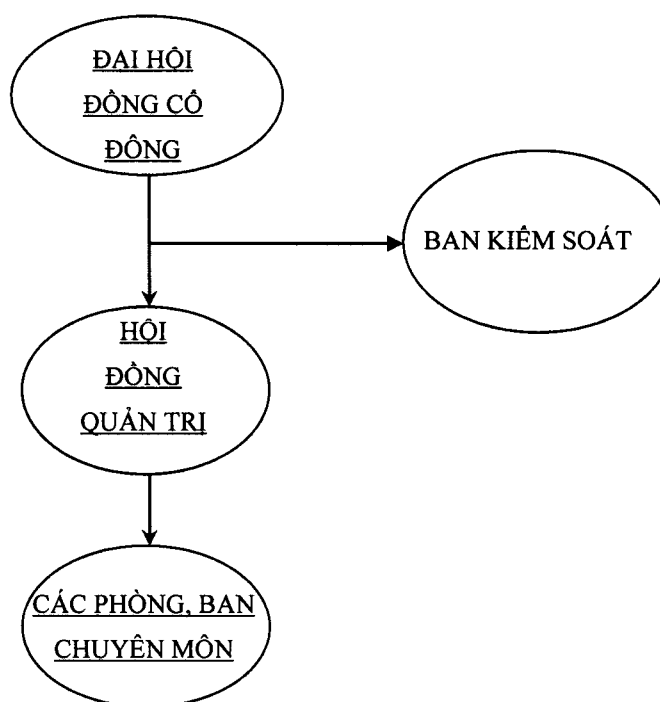 ĐẠI HỘI
ĐỒNG CỔ
ĐÔNG
BAN KIỂM SOÁT
HỘI
ĐỒNG
QUẢN TRỊ
CÁC PHÒNG, BAN
CHUYÊN MÔN